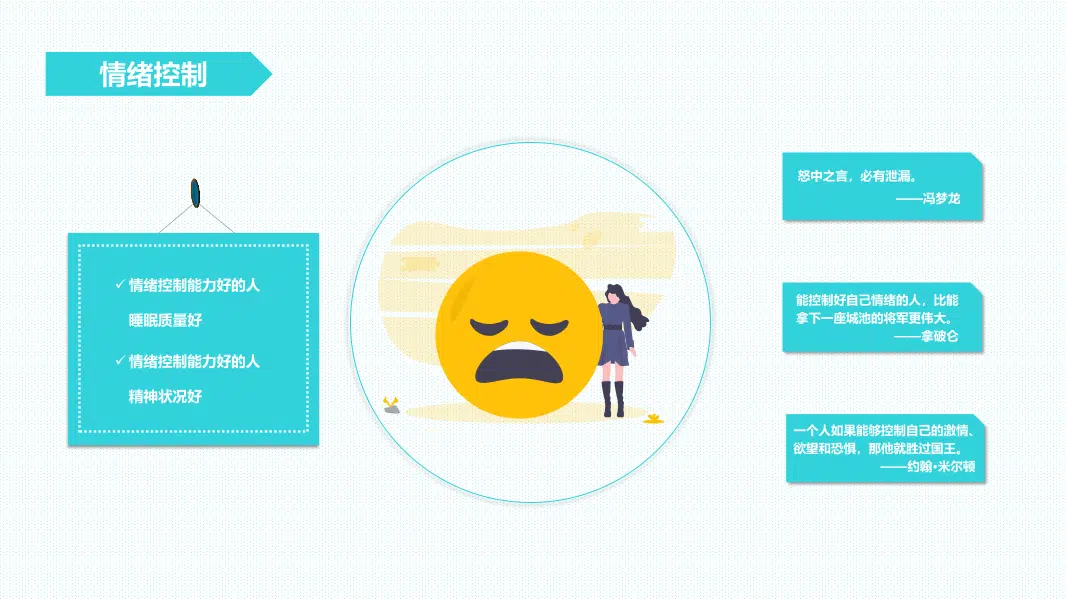 情绪控制
✓情绪控制能力好的人
睡眠质量好
✓情绪控制能力好的人
精神状况好
怒中之言，必有泄漏。
——冯梦龙
能控制好自己情绪的人，比能
拿下一座城池的将军更伟大。
——拿破仑
一个人如果能够控制自己的激情、
欲望和恐惧，那他就胜过国王。
——约翰·米尔顿